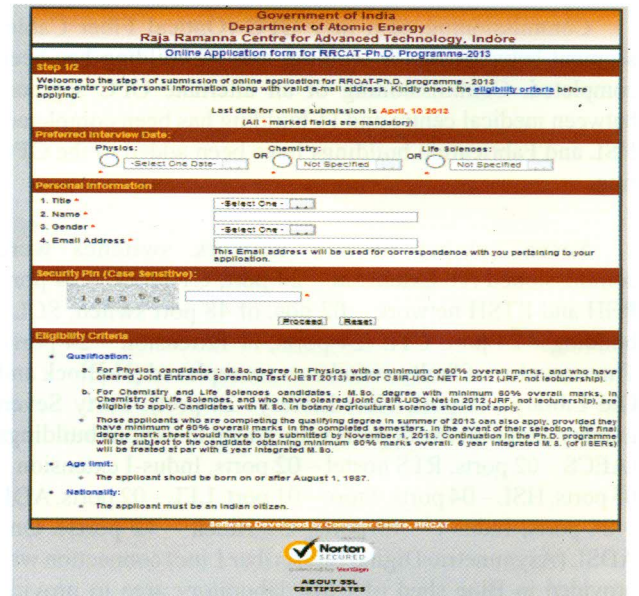 Government of India
Department of Atomic Energy
Raja Ramanna Centre for Advanced Technology, Indore
Online Application form for RRCAT-Ph.D. Programme-2013
Step 1/2
Welcome to the step 1 of submission of online application for RRCAT-Ph.D. programme - 2013
Please enter your personal information along with valid e-mail address. Kindly check the eligibility criteria before
applying.
Last date for online submission is April, 10 2013
(All * marked fields are mandatory)
Preferred Interview Date:
Physics: Chemistry: Life Sciences:
-Select One Date- OR Not Specified OR Not Specified
* * *
Personal Information
1. Title * -Select One -
2. Name *
3. Gender * -Select One -
4. Email Address *
This Email address will be used for correspondence with you pertaining to your
application.
Security Pin (Case Sensitive):
*
Proceed Reset
Eligibility Criteria
Qualification:
a. For Physics candidates : M.Sc. degree in Physics with a minimum of 60% overall marks, and who have
cleared Joint Entrance Screening Test (JEST 2013) and/or CSIR-UGC NET in 2012 (JRF, not lecturership).
b. For Chemistry and Life Sciences candidates : M.Sc. degree with minimum 60% overall marks, in
Chemistry or Life Sciences, and who have cleared Joint CSIR-UGC Net in 2012 (JRF, not lecturership), are
eligible to apply. Candidates with M. Sc. in botany /agricultural science should not apply.
Those applicants who are completing the qualifying degree in summer of 2013 can also apply, provided they
have minimum of 60% overall marks in the completed semesters. In the event of their selection, the final
degree mark sheet would have to be submitted by November 1, 2013. Continuation in the Ph.D. programme
will be subject to the candidate obtaining minimum 60% marks overall. 5 year integrated M.S. (of IISERs)
will be treated at par with 5 year integrated M.Sc.
Age limit:
The applicant should be born on or after August 1, 1987.
Nationality:
The applicant must be an Indian citizen.
Software Developed by Computer Centre, RRCAT
Norton
SECURED
powered by VeriSign
ABOUT SSL
CERTIFICATES